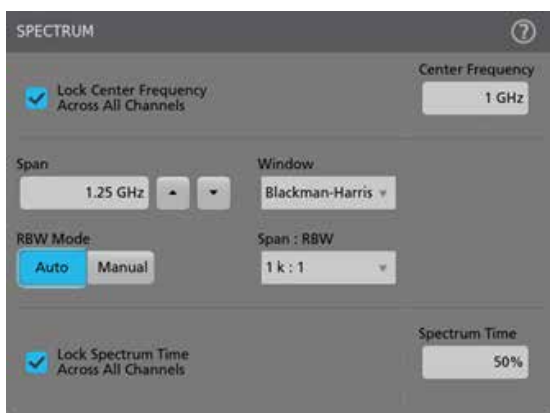 SPECTRUM
?
Lock Center Frequency
Across All Channels
Center Frequency
1 GHz
Span
1.25 GHz
Window
Blackman-Harris
RBW Mode
Auto
Manual
Span : RBW
1 k : 1
Lock Spectrum Time
Across All Channels
Spectrum Time
50%